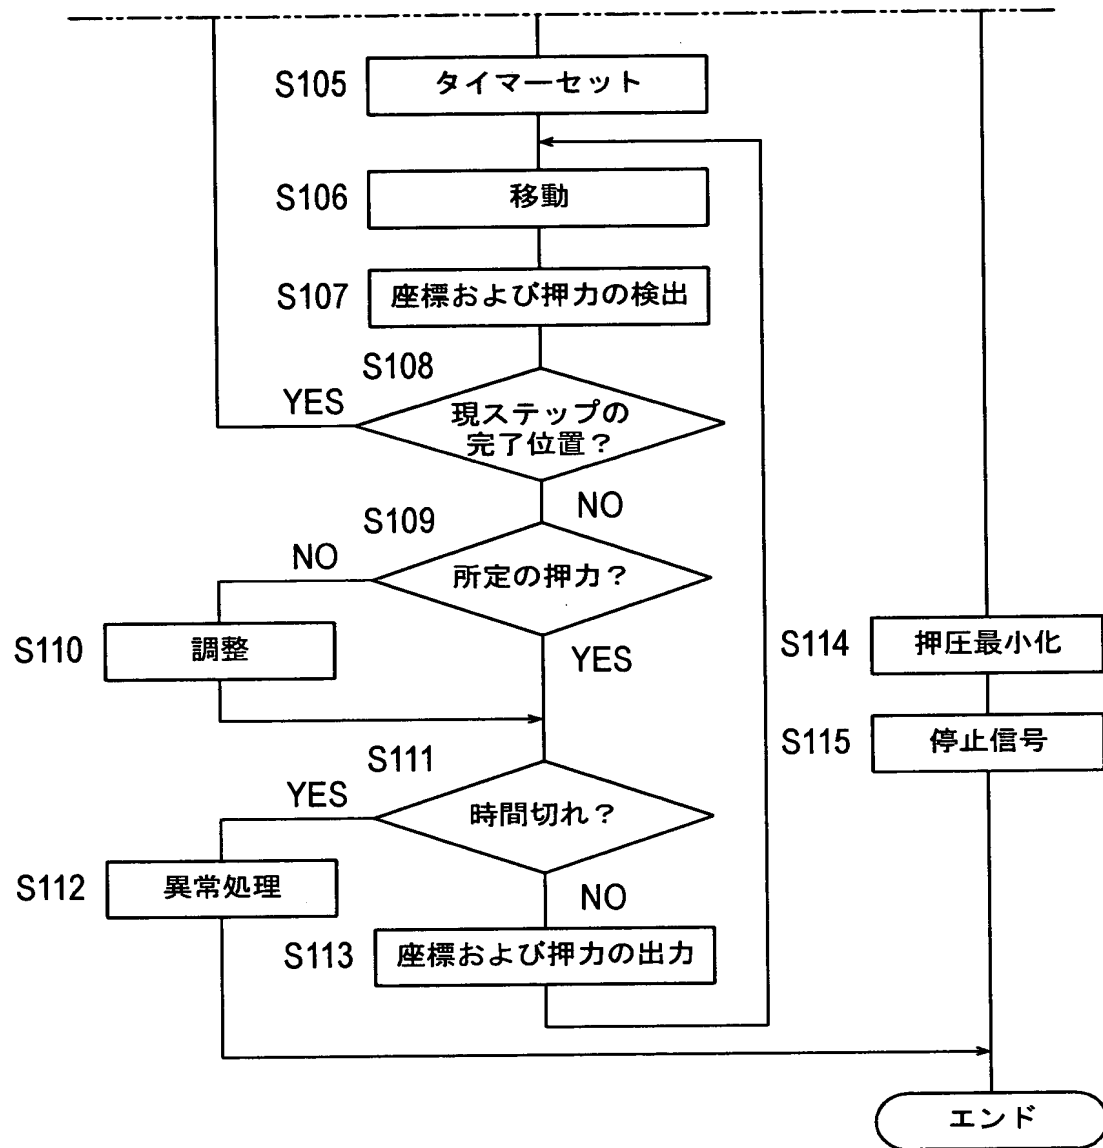 S105
タイマーセット
S106
移動
S107
座標および押力の検出
S108
YES
現ステップの
完了位置？
NO
S109
NO
所定の押力？
YES
S110
調整
S114
押圧最小化
S115
停止信号
S111
YES
時間切れ？
NO
S112
異常処理
S113
座標および押力の出力
エンド